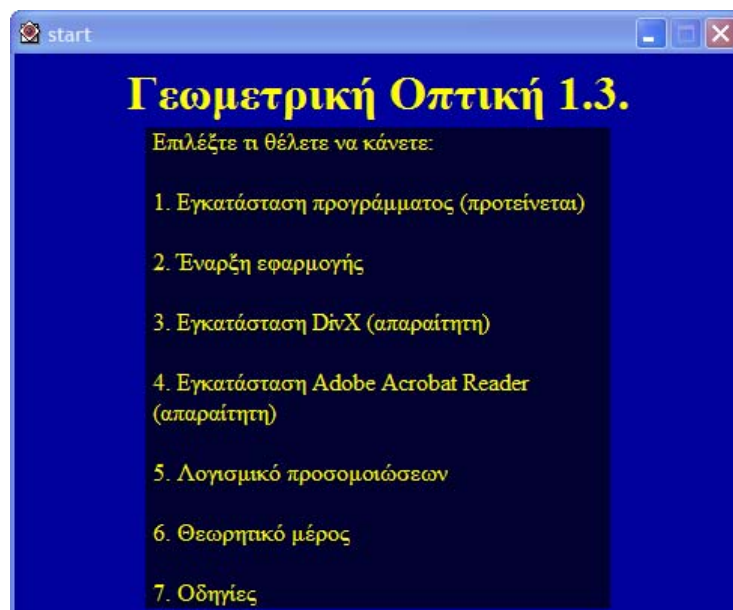 start
Γεωμετρική Οπτική 1.3.
Επιλέξτε τι θέλετε να κάνετε:
1. Εγκατάσταση προγράμματος (προτείνεται)
2. Έναρξη εφαρμογής
3. Εγκατάσταση DivX (απαραίτητη)
4. Εγκατάσταση Adobe Acrobat Reader
(απαραίτητη)
5. Λογισμικό προσομοιώσεων
6. Θεωρητικό μέρος
7. Οδηγίες